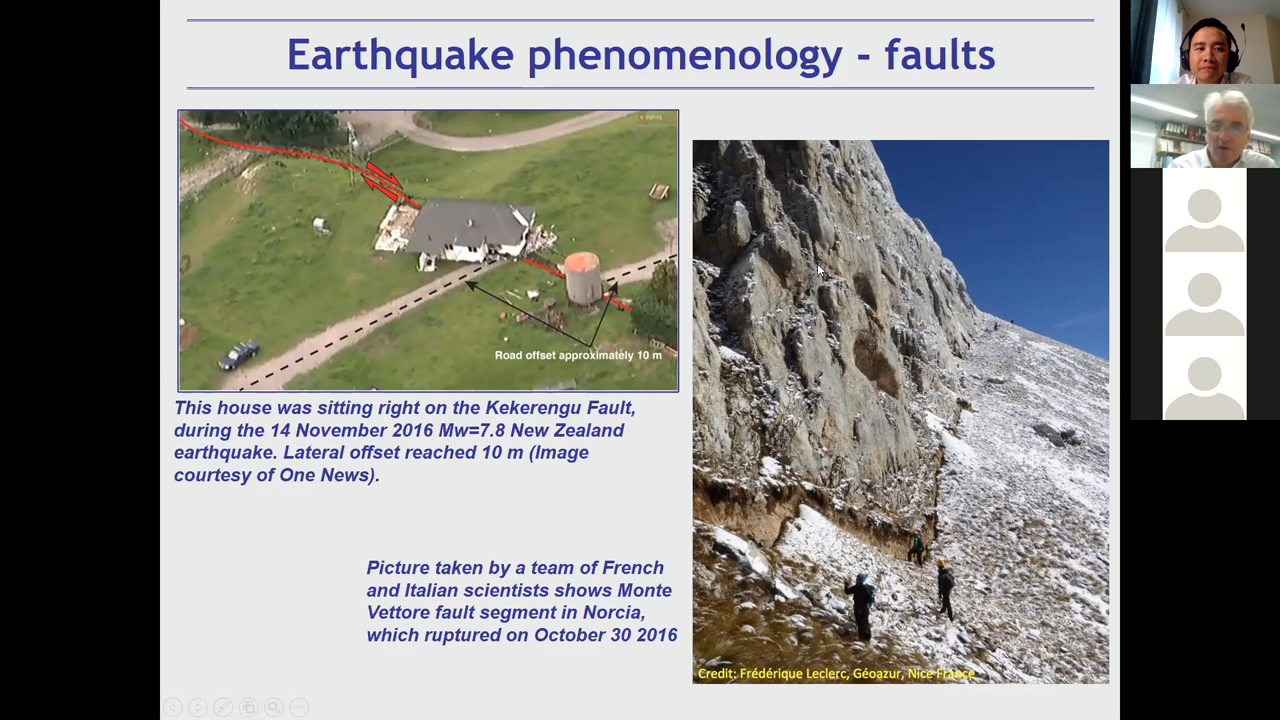 Earthquake phenomenology - faults
Road offset approximately 10 m
This house was sitting right on the Kekerengu Fault,
during the 14 November 2016 Mw=7.8 New Zealand
earthquake. Lateral offset reached 10 m (Image
courtesy of One News).
Picture taken by a team of French
and Italian scientists shows Monte
Vettore fault segment in Norcia,
which ruptured on October 30 2016
Credit: Frédérique Leclerc, Géoazur, Nice France